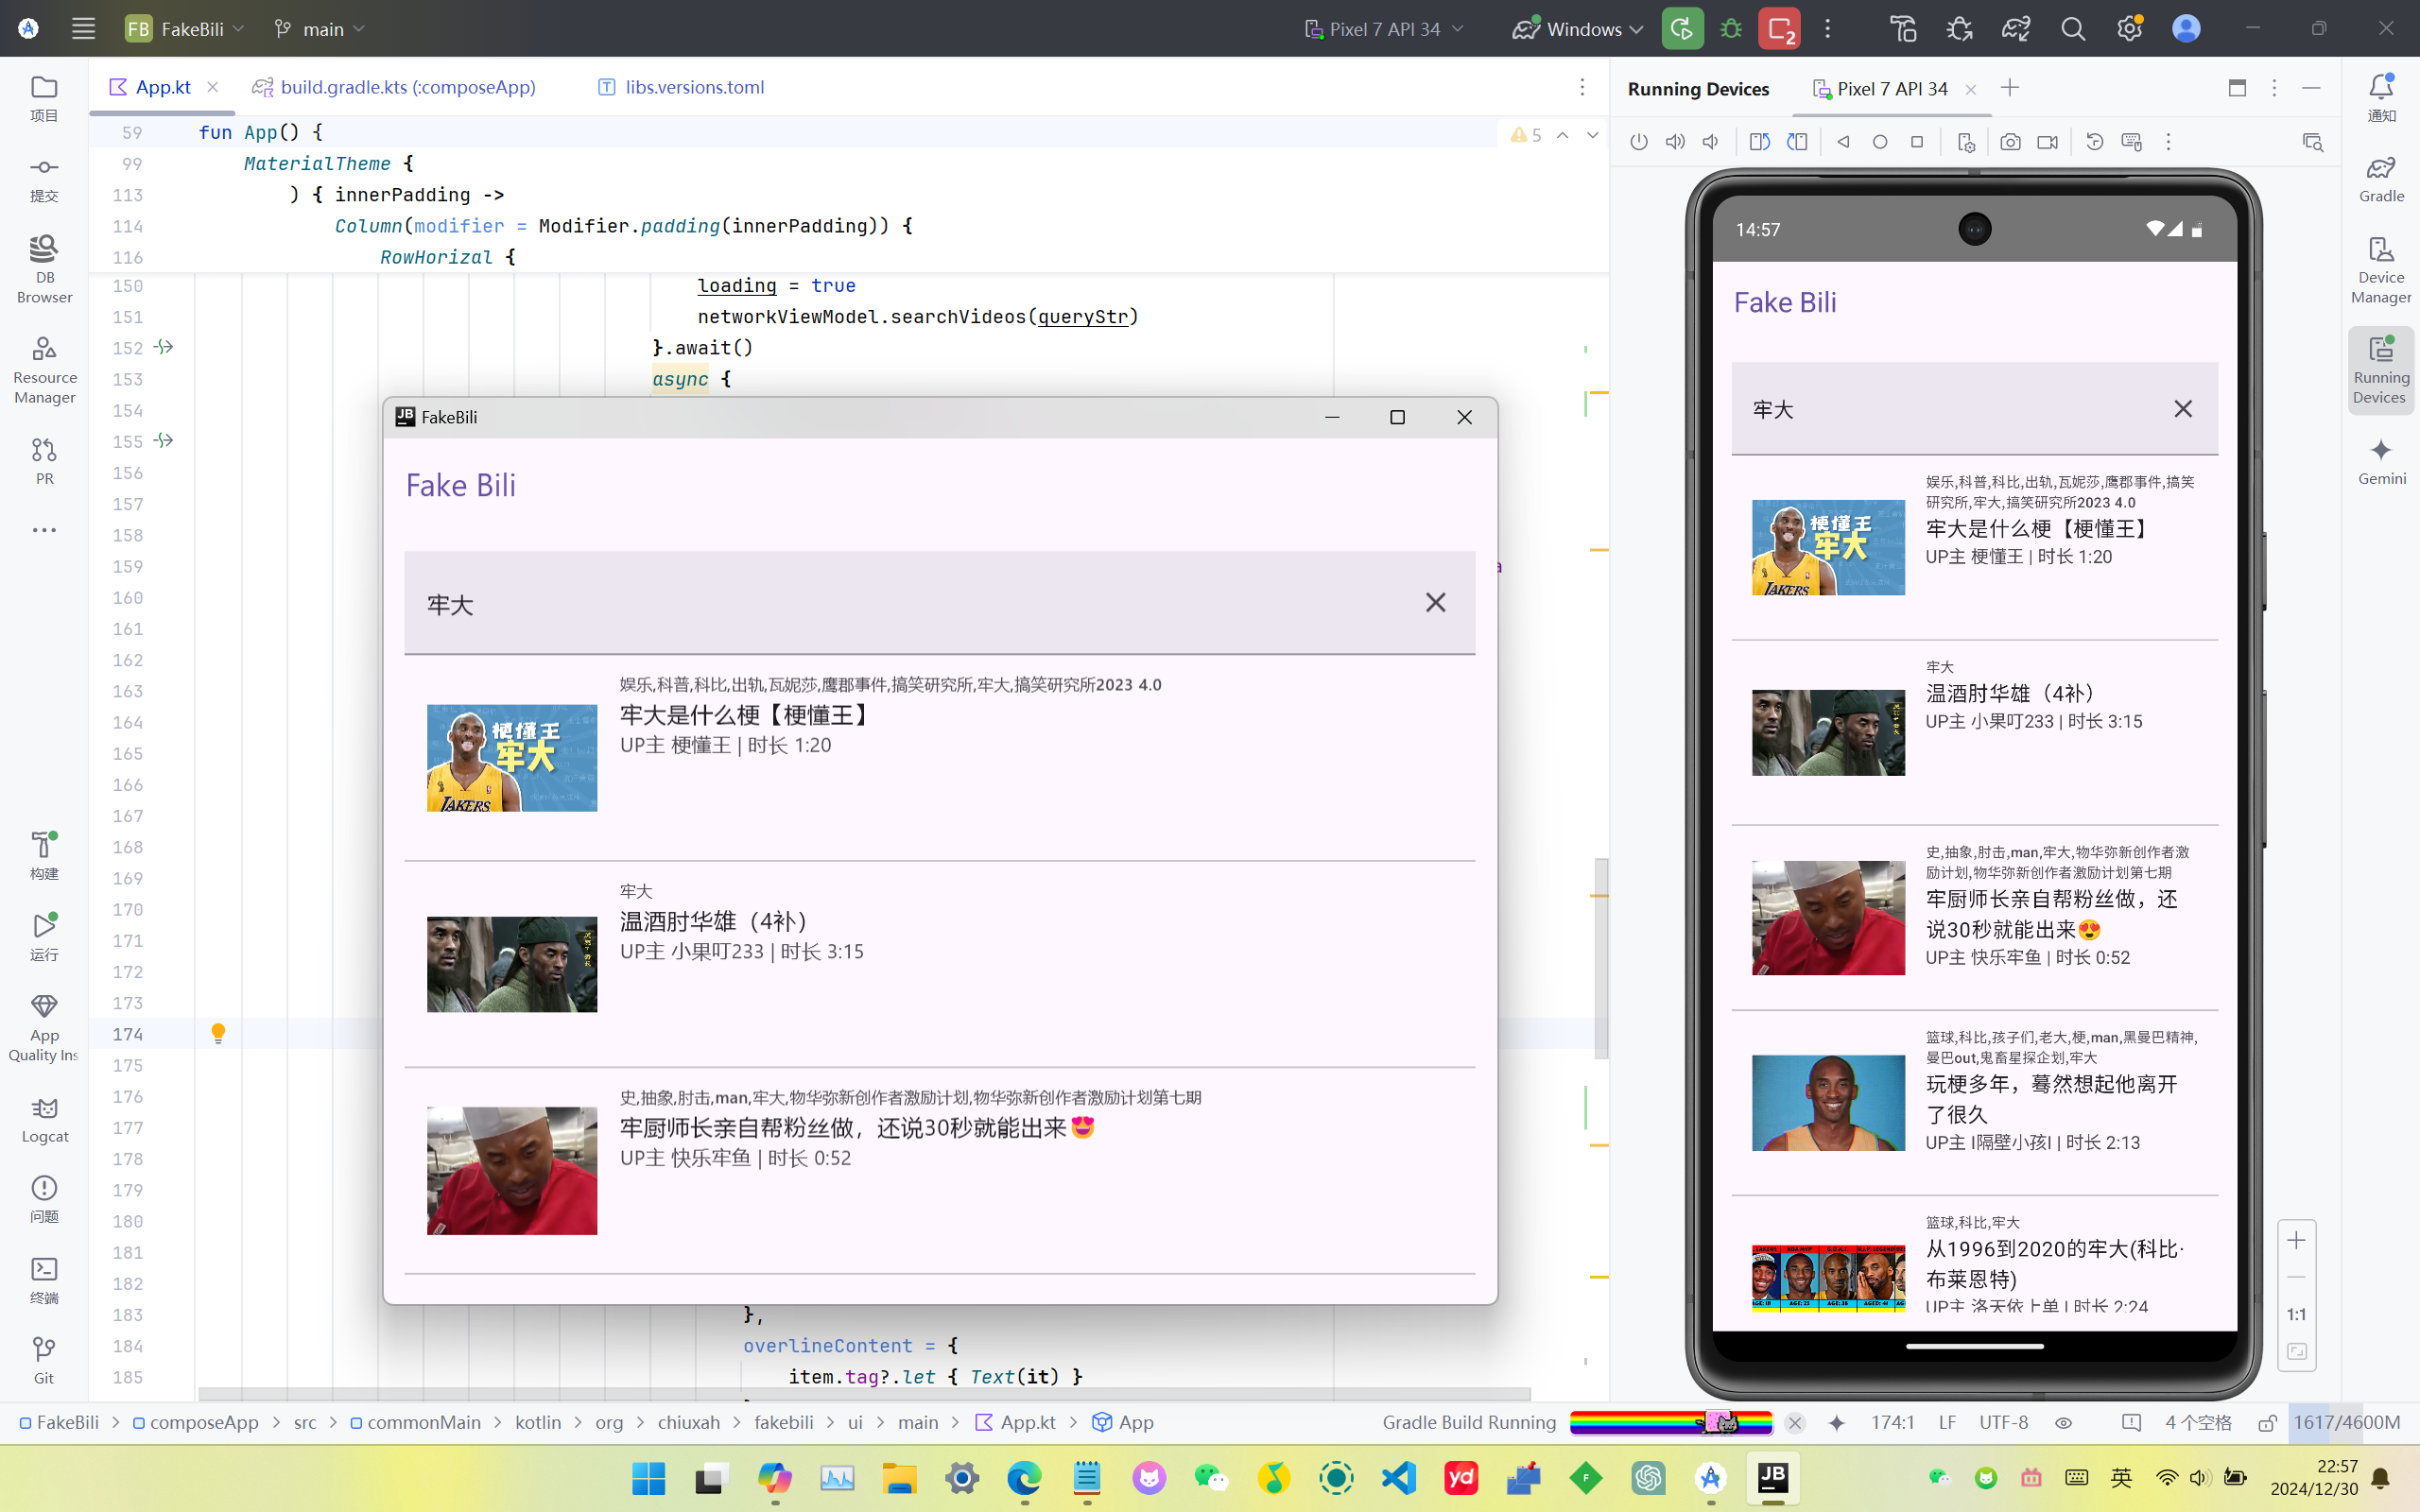 FB FakeBili main Pixel 7 API 34 Windows 2
App.kt build.gradle.kts (:composeApp) libs.versions.toml
Running Devices Pixel 7 API 34
项目
提交
DB Browser
Resource Manager
PR
构建
运行
App Quality Ins
Logcat
问题
终端
Git
59 fun App() {
99 MaterialTheme {
113 ) { innerPadding ->
114 Column(modifier = Modifier.padding(innerPadding)) {
116 RowHorizal {
150 loading = true
151 networkViewModel.searchVideos(queryStr)
152 }.await()
153 async {
154
155
156
157
158
159
160
161
162
163
164
165
166
167
168
169
170
171
172
173
174
175
176
177
178
179
180
181
182
183 },
184 overlineContent = {
185 item.tag?.let { Text(it) }
5
JB FakeBili
Fake Bili
牢大
娱乐,科普,科比,出轨,瓦妮莎,鹰郡事件,搞笑研究所,牢大,搞笑研究所2023 4.0
牢大是什么梗【梗懂王】
UP主 梗懂王 | 时长 1:20
梗懂王
牢大
LAKERS
牢大
温酒肘华雄（4补）
UP主 小果叮233 | 时长 3:15
史,抽象,肘击,man,牢大,物华弥新创作者激励计划,物华弥新创作者激励计划第七期
牢厨师长亲自帮粉丝做，还说30秒就能出来😍
UP主 快乐牢鱼 | 时长 0:52
14:57
Fake Bili
牢大
娱乐,科普,科比,出轨,瓦妮莎,鹰郡事件,搞笑
研究所,牢大,搞笑研究所2023 4.0
牢大是什么梗【梗懂王】
UP主 梗懂王 | 时长 1:20
梗懂王
牢大
LAKERS
牢大
温酒肘华雄（4补）
UP主 小果叮233 | 时长 3:15
史,抽象,肘击,man,牢大,物华弥新创作者激
励计划,物华弥新创作者激励计划第七期
牢厨师长亲自帮粉丝做，还
说30秒就能出来😍
UP主 快乐牢鱼 | 时长 0:52
篮球,科比,孩子们,老大,梗,man,黑曼巴精神,
曼巴out,鬼畜星探企划,牢大
玩梗多年，蓦然想起他离开
了很久
UP主 I隔壁小孩I | 时长 2:13
篮球,科比,牢大
从1996到2020的牢大(科比·
布莱恩特)
UP主 洛天依上单 | 时长 2:24
1:1
通知
Gradle
Device Manager
Running Devices
Gemini
FakeBili > composeApp > src > commonMain > kotlin > org > chiuxah > fakebili > ui > main > App.kt > App
Gradle Build Running 174:1 LF UTF-8 4 个空格 1617/4600M
yd
F
JB
英
22:57
2024/12/30